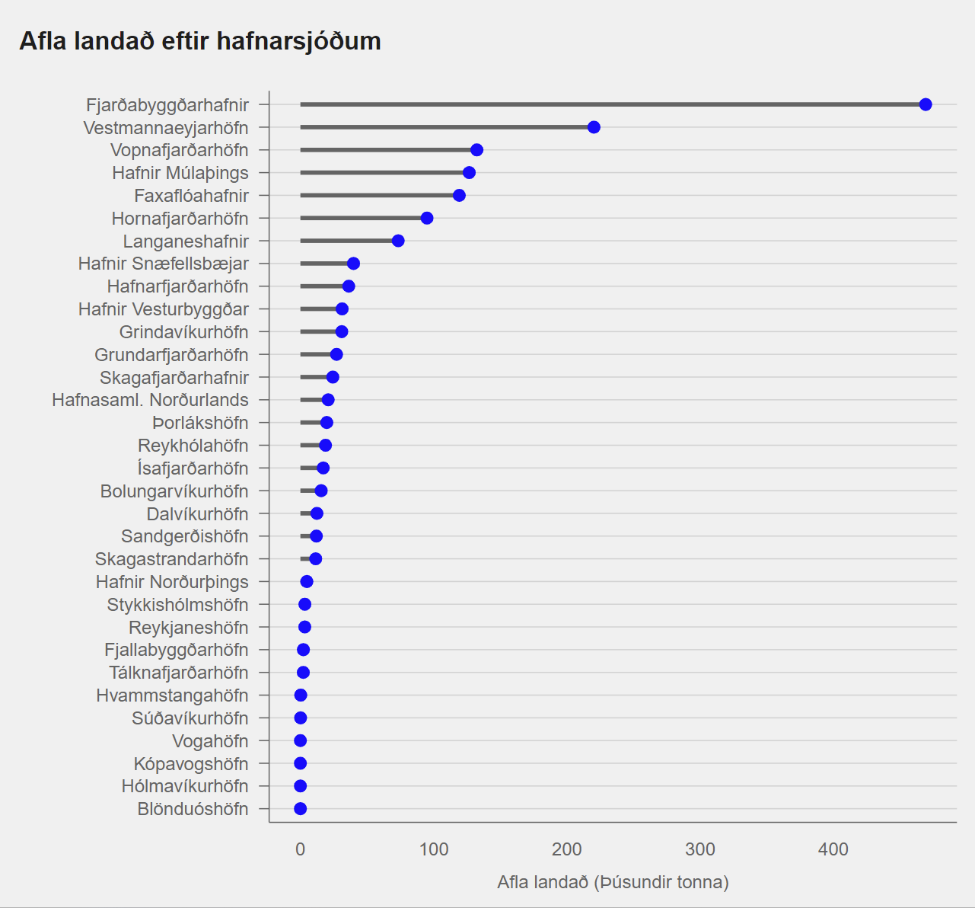 Afla landað eftir hafnarsjóðum
Fjarðabyggðarhafnir
Vestmannaeyjarhöfn
Vopnafjarðarhöfn
Hafnir Múlaþings
Faxaflóahafnir
Hornafjarðarhöfn
Langaneshafnir
Hafnir Snæfellsbæjar
Hafnarfjarðarhöfn
Hafnir Vesturbyggðar
Grindavíkurhöfn
Grundarfjarðarhöfn
Skagafjarðarhafnir
Hafnasaml. Norðurlands
Þorlákshöfn
Reykhólahöfn
Ísafjarðarhöfn
Bolungarvíkurhöfn
Dalvíkurhöfn
Sandgerðishöfn
Skagastrandarhöfn
Hafnir Norðurþings
Stykkishólmshöfn
Reykjaneshöfn
Fjallabyggðarhöfn
Tálknafjarðarhöfn
Hvammstangahöfn
Súðavíkurhöfn
Vogahöfn
Kópavogshöfn
Hólmavíkurhöfn
Blönduóshöfn
0 100 200 300 400
Afla landað (Þúsundir tonna)